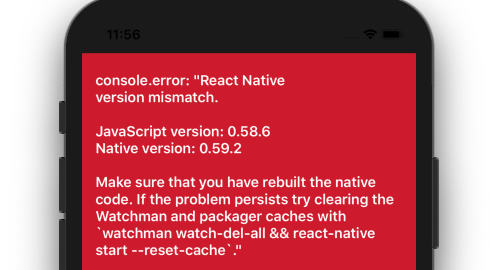 11:56
console.error: "React Native
version mismatch.
JavaScript version: 0.58.6
Native version: 0.59.2
Make sure that you have rebuilt the native
code. If the problem persists try clearing the
Watchman and packager caches with
`watchman watch-del-all && react-native
start --reset-cache`."